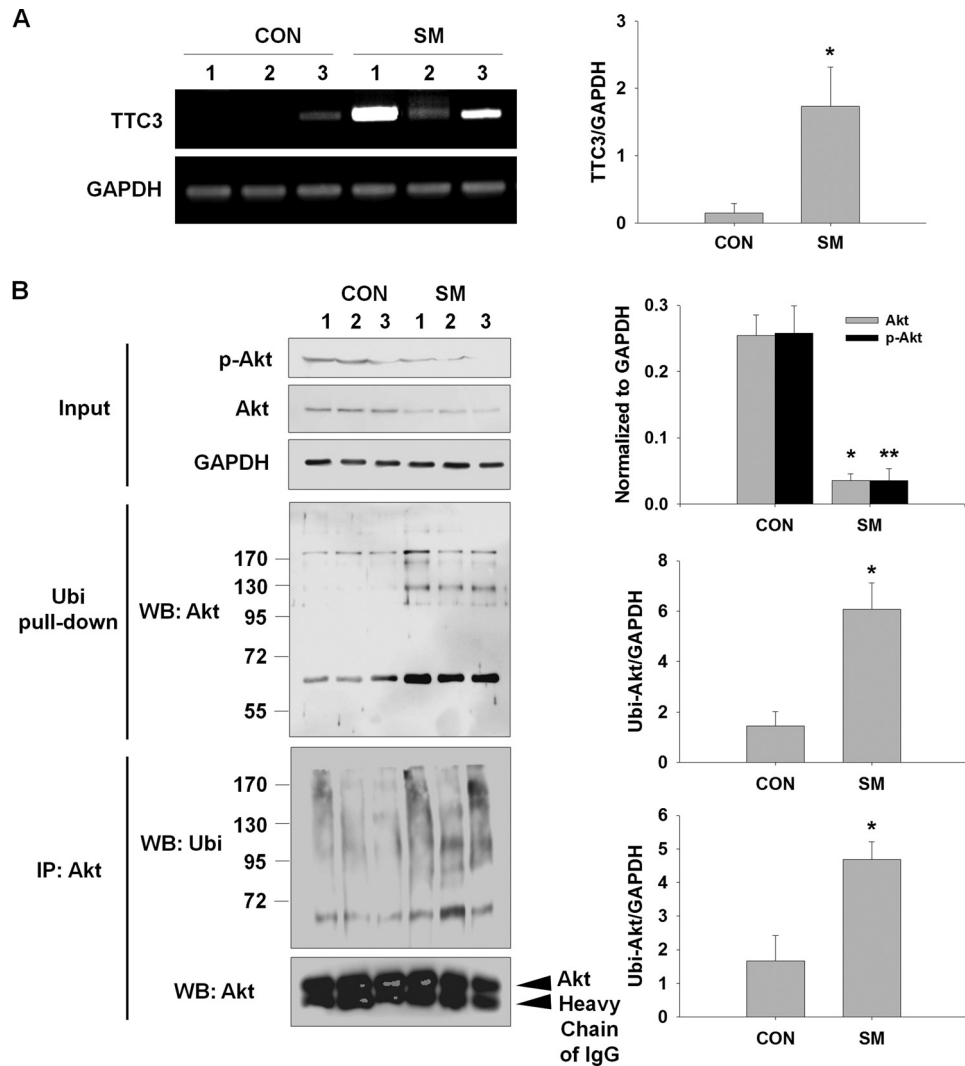 A
CON SM
1 2 3 1 2 3
TTC3
GAPDH
TTC3/GAPDH
3
2
1
0
*
CON SM
B
CON SM
1 2 3 1 2 3
Input
p-Akt
Akt
GAPDH
Normalized to GAPDH
0.3
0.2
0.1
0.0
Akt
p-Akt
* **
CON SM
Ubi
pull-down
WB: Akt
170
130
95
72
55
Ubi-Akt/GAPDH
8
6
4
2
0
*
CON SM
IP: Akt
WB: Ubi
170
130
95
72
WB: Akt
Akt
Heavy
Chain
of IgG
Ubi-Akt/GAPDH
6
5
4
3
2
1
0
*
CON SM